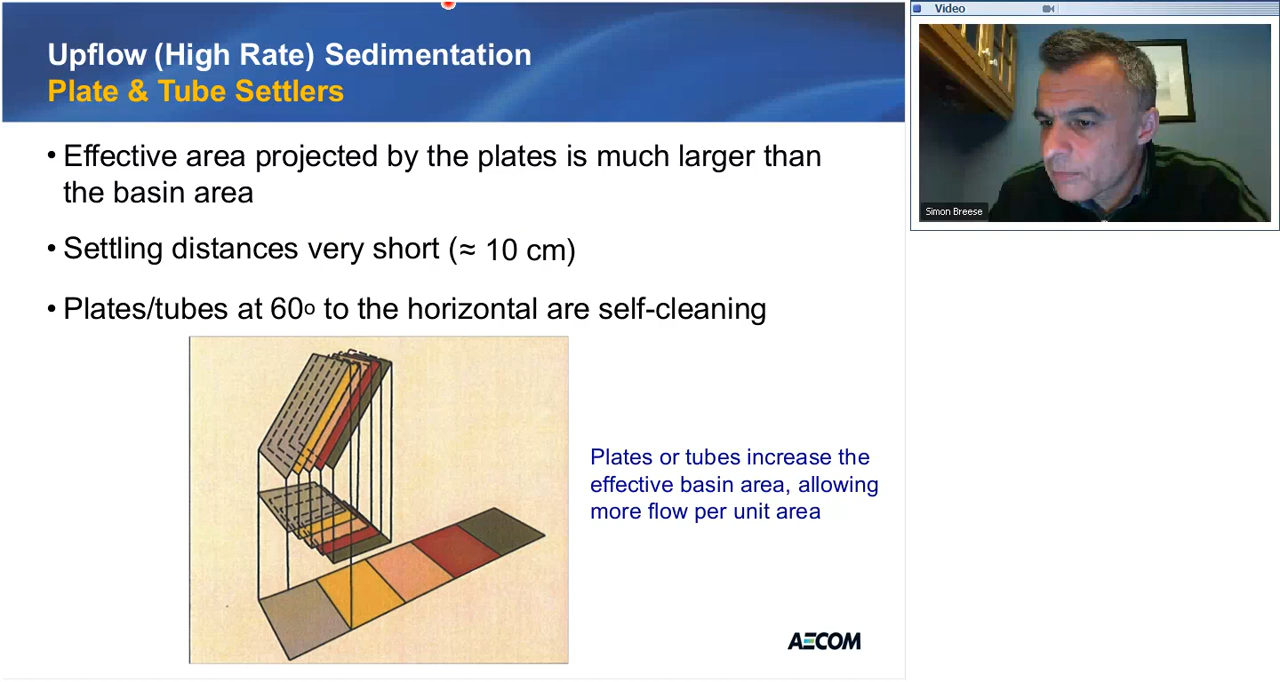 Upflow (High Rate) Sedimentation
Plate & Tube Settlers
• Effective area projected by the plates is much larger than
the basin area
• Settling distances very short (≈ 10 cm)
• Plates/tubes at 60o to the horizontal are self-cleaning
Plates or tubes increase the
effective basin area, allowing
more flow per unit area
AECOM
Video
Simon Breese